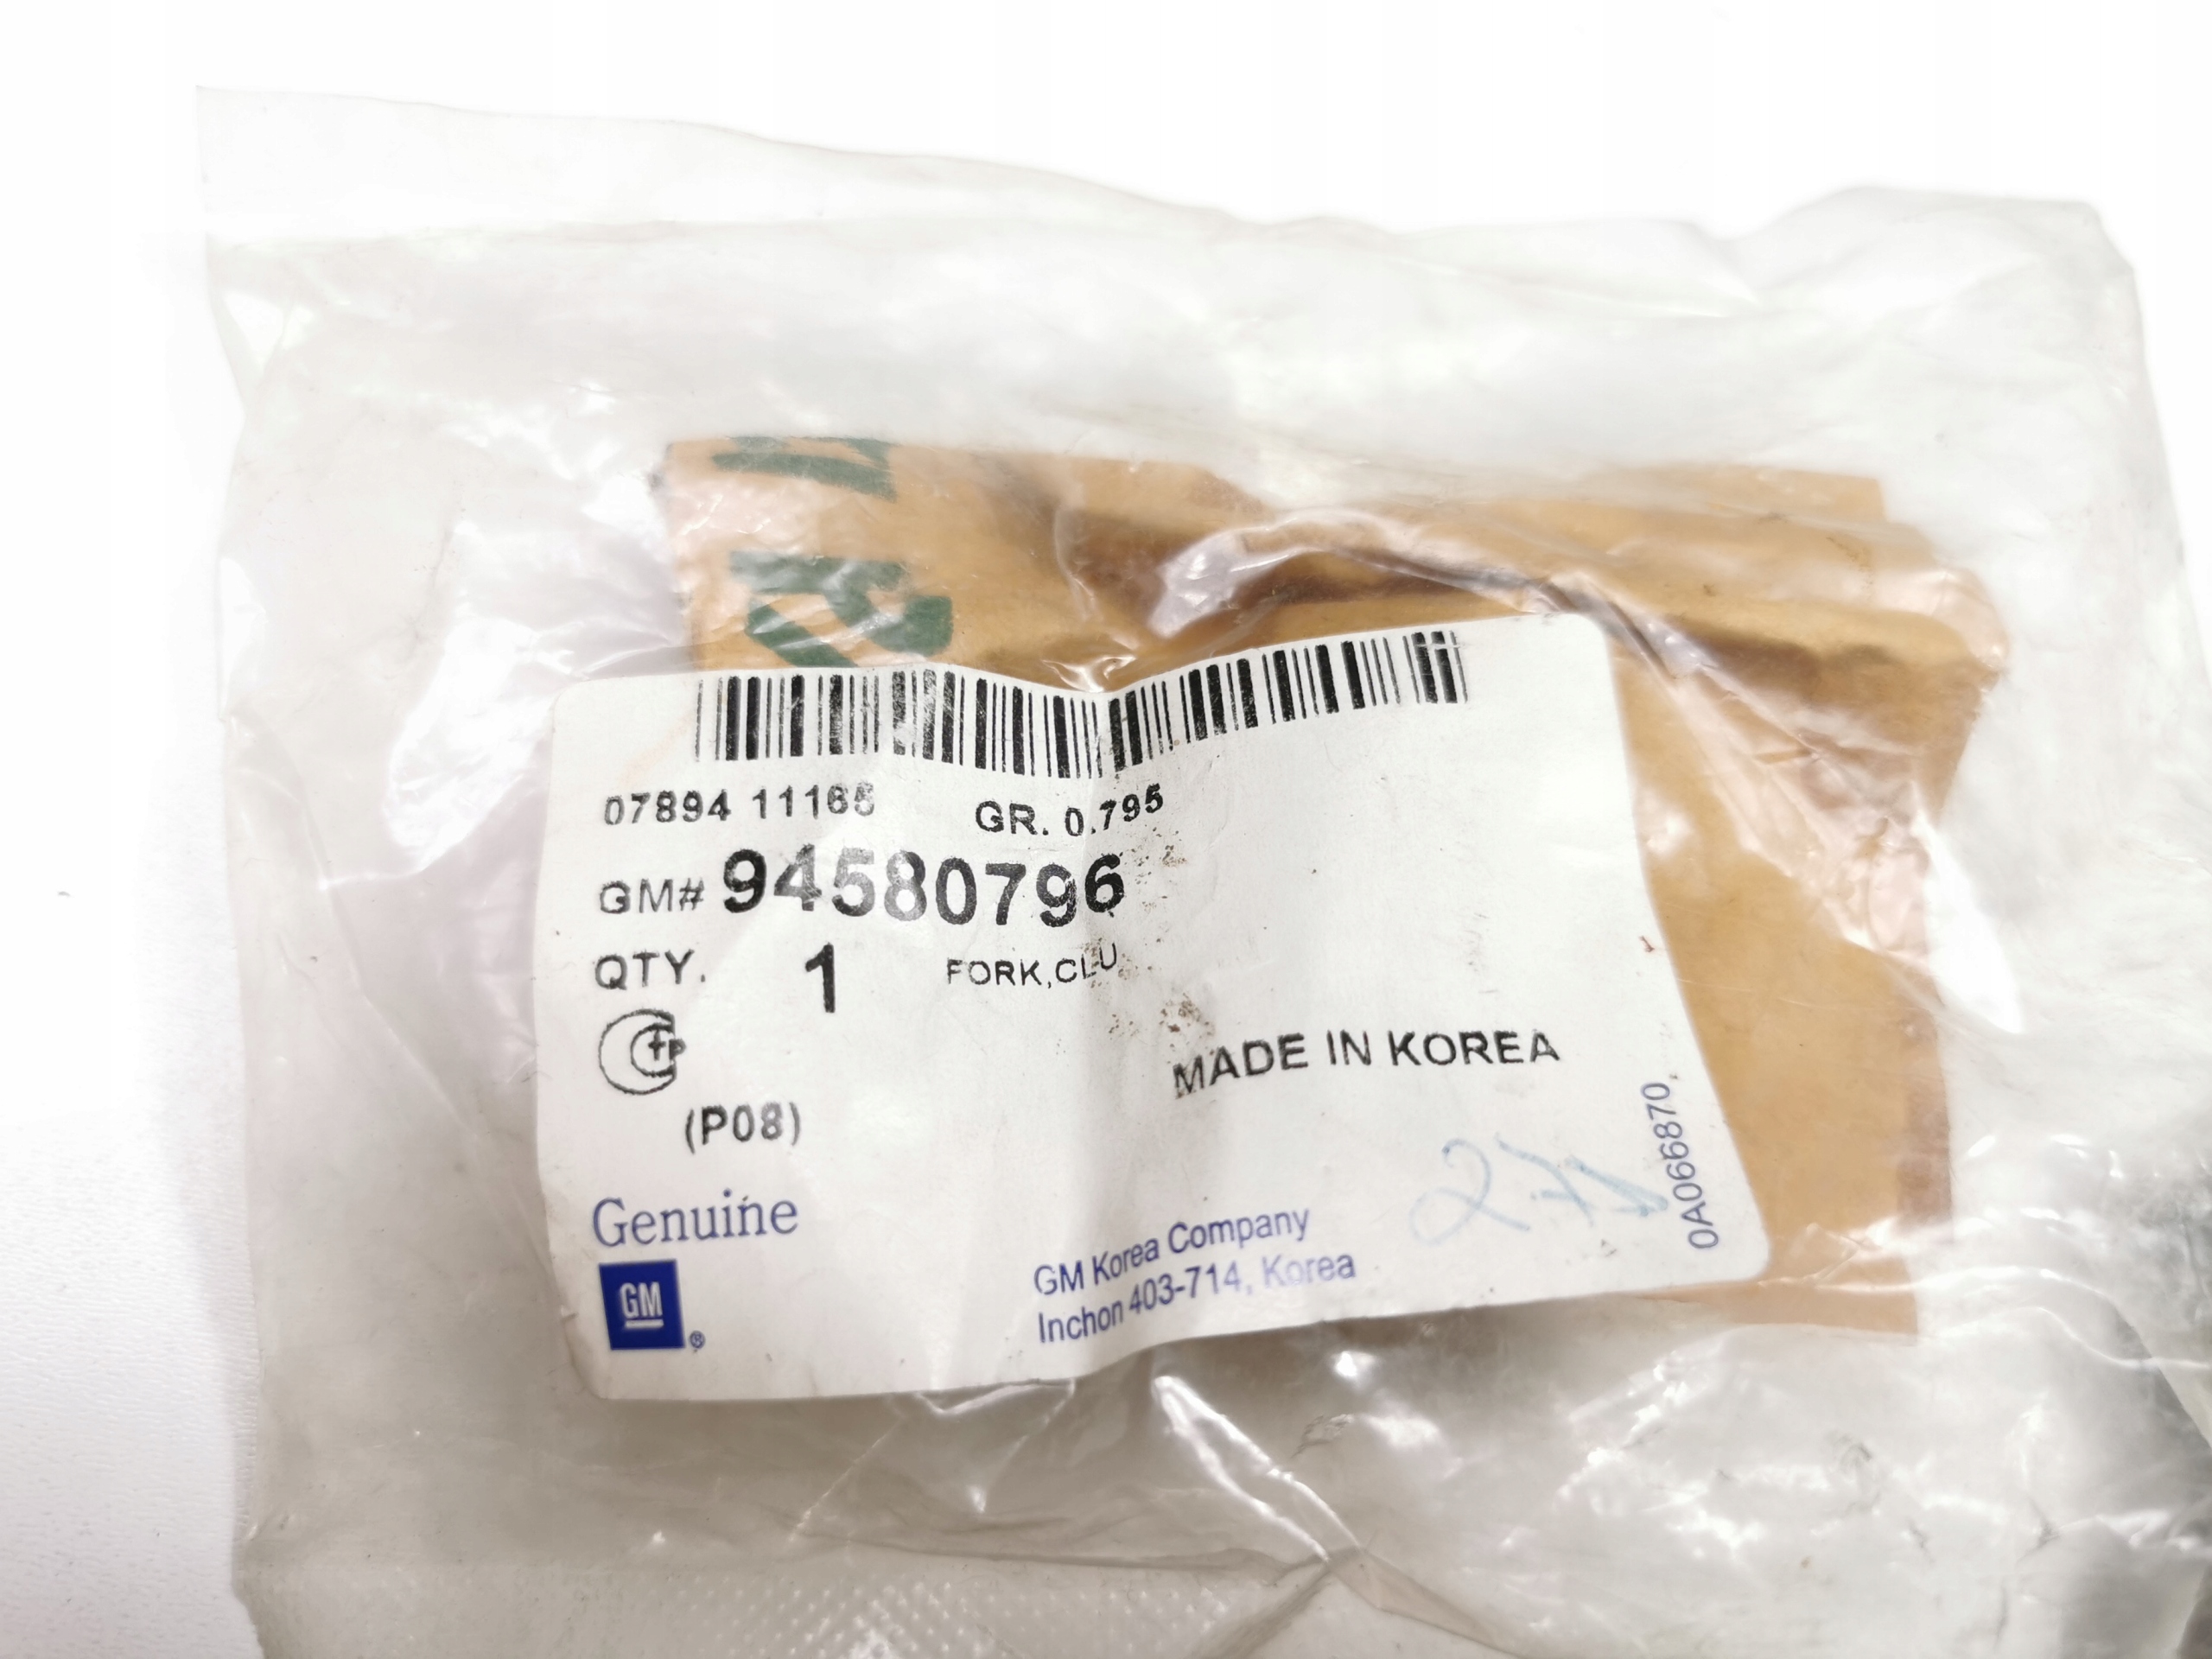 07894 11165 GR. 0.795
GM# 94580796
QTY. 1 FORK,CLU
(P08)
MADE IN KOREA
Genuine
GM®
GM Korea Company
Inchon 403-714, Korea
0A066870